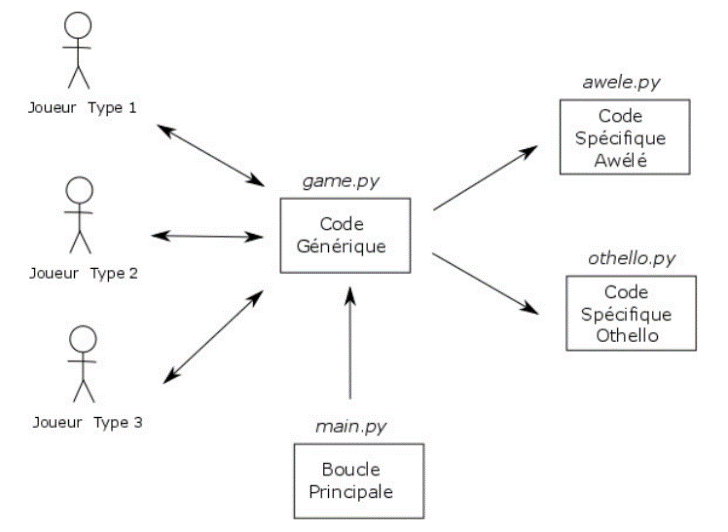 Joueur Type 1
awele.py
Code
Spécifique
Awélé
game.py
Code
Générique
Joueur Type 2
othello.py
Code
Spécifique
Othello
Joueur Type 3
main.py
Boucle
Principale